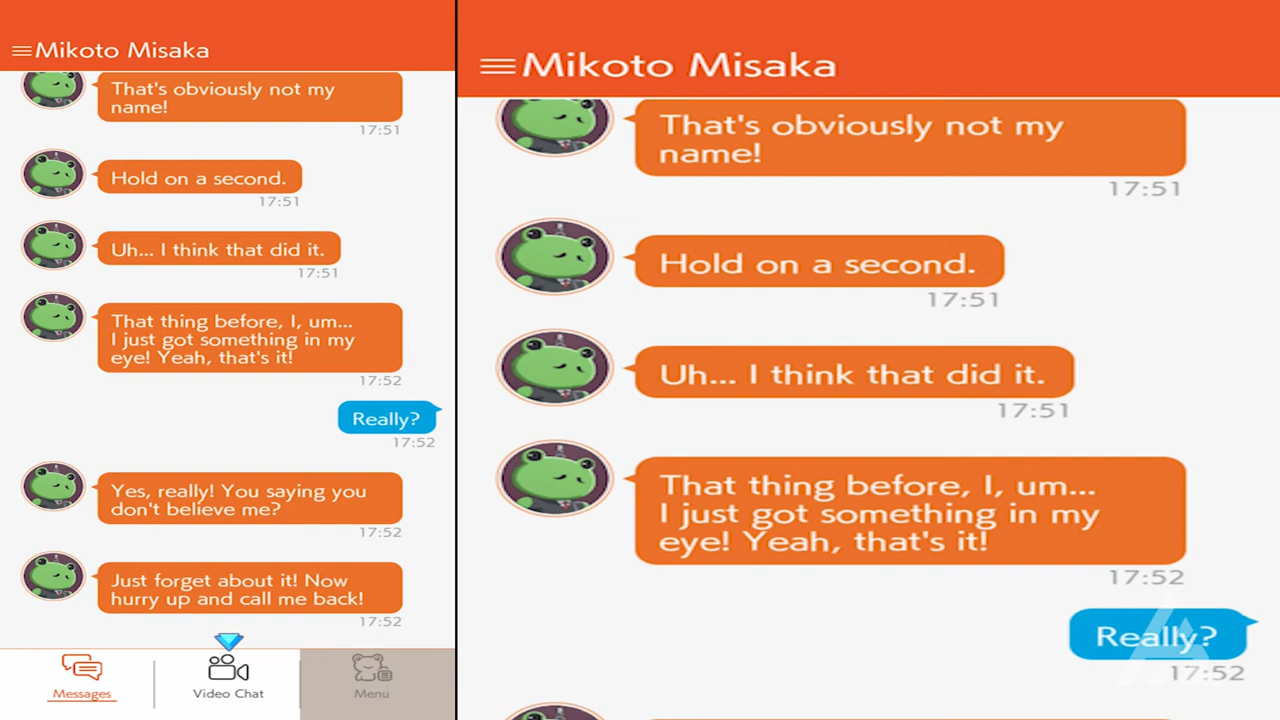 Mikoto Misaka
That's obviously not my
name!
17:51
Hold on a second.
17:51
Uh... I think that did it.
17:51
That thing before, I, um...
I just got something in my
eye! Yeah, that's it!
17:52
Really?
17:52
Yes, really! You saying you
don't believe me?
17:52
Just forget about it! Now
hurry up and call me back!
17:52
Messages
Video Chat
Menu
Mikoto Misaka
That's obviously not my
name!
17:51
Hold on a second.
17:51
Uh... I think that did it.
17:51
That thing before, I, um...
I just got something in my
eye! Yeah, that's it!
17:52
Really?
17:52